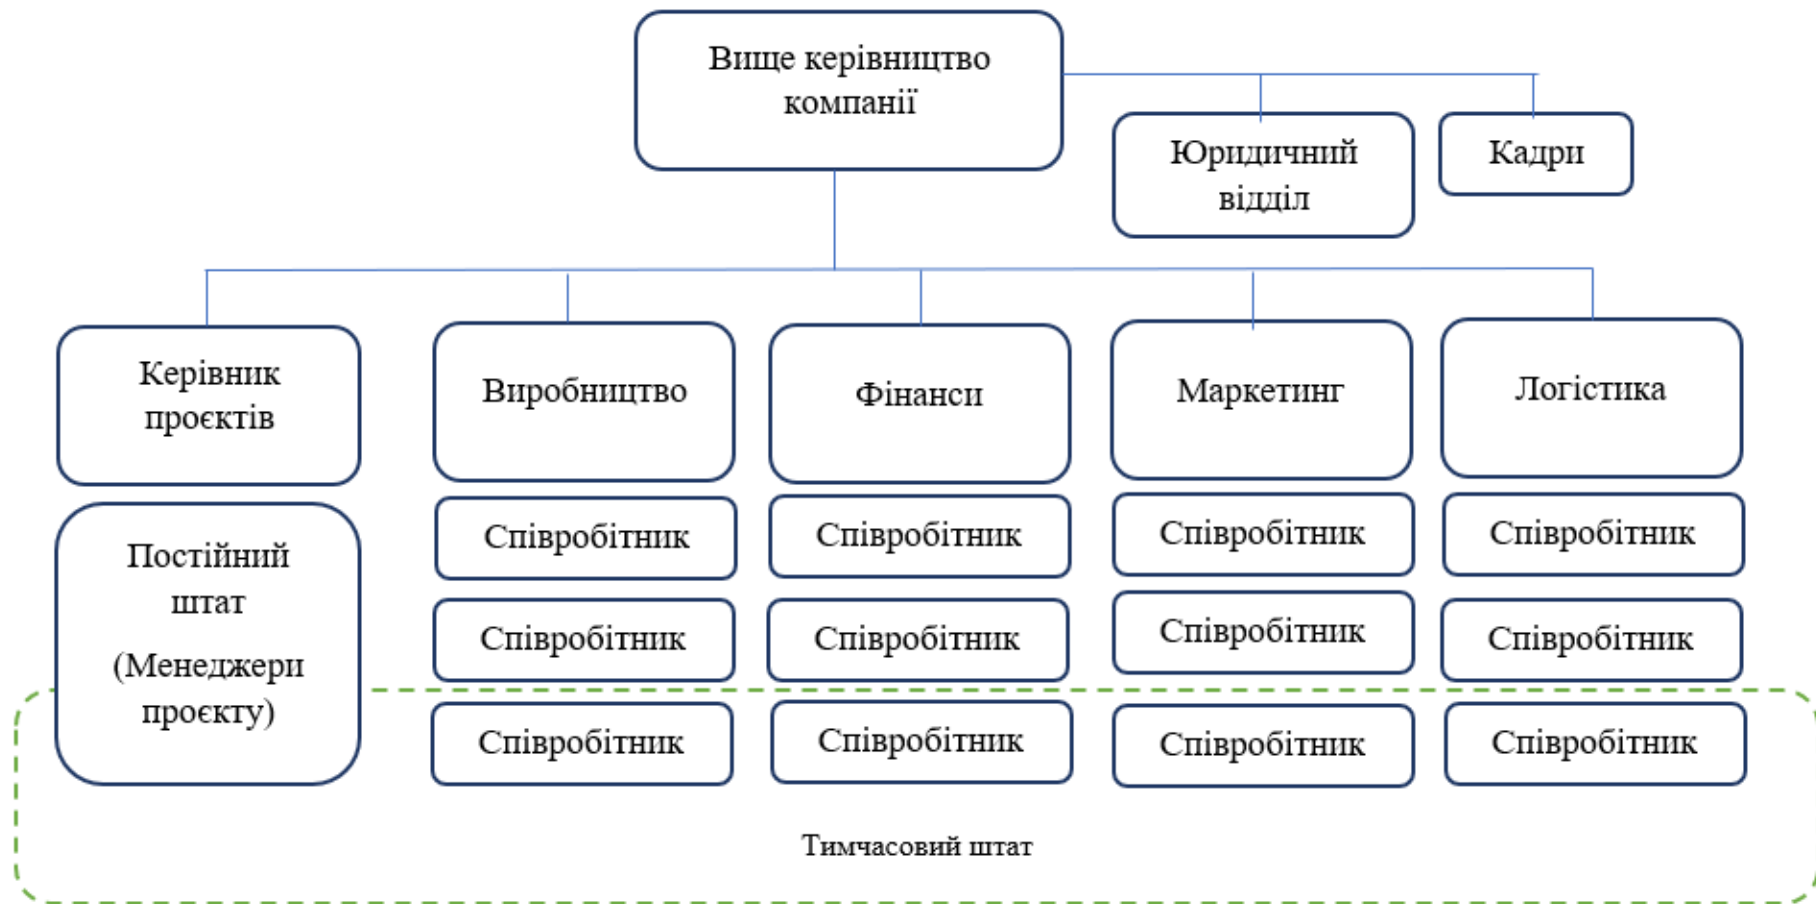 Вище керівництво
компанії
Юридичний
відділ
Кадри
Керівник
проєктів
Виробництво
Фінанси
Маркетинг
Логістика
Постійний
штат
(Менеджери
проєкту)
Співробітник
Співробітник
Співробітник
Співробітник
Співробітник
Співробітник
Співробітник
Співробітник
Співробітник
Співробітник
Співробітник
Співробітник
Тимчасовий штат